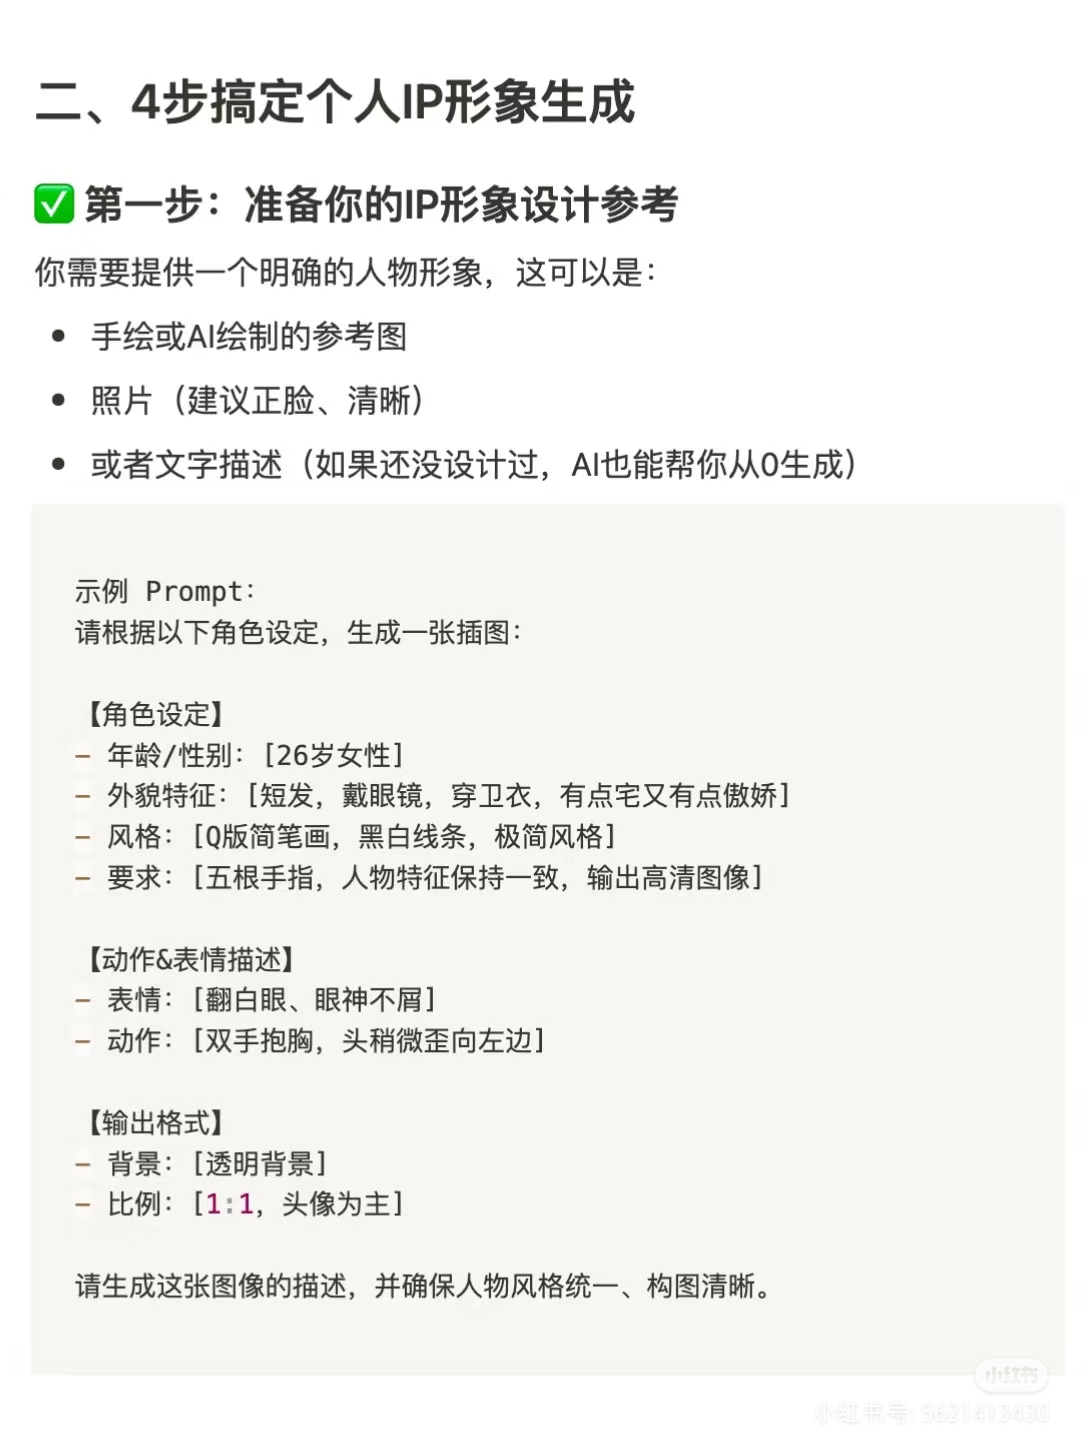 二、4步搞定个人IP形象生成
✅ 第一步：准备你的IP形象设计参考
你需要提供一个明确的人物形象，这可以是：
• 手绘或AI绘制的参考图
• 照片（建议正脸、清晰）
• 或者文字描述（如果还没设计过，AI也能帮你从0生成）
示例 Prompt：
请根据以下角色设定，生成一张插图：
【角色设定】
- 年龄/性别：[26岁女性]
- 外貌特征：[短发，戴眼镜，穿卫衣，有点宅又有点傲娇]
- 风格：[Q版简笔画，黑白线条，极简风格]
- 要求：[五根手指，人物特征保持一致，输出高清图像]
【动作&表情描述】
- 表情：[翻白眼、眼神不屑]
- 动作：[双手抱胸，头稍微歪向左边]
【输出格式】
- 背景：[透明背景]
- 比例：[1:1，头像为主]
请生成这张图像的描述，并确保人物风格统一、构图清晰。
小红书
小红书号: 5621413430